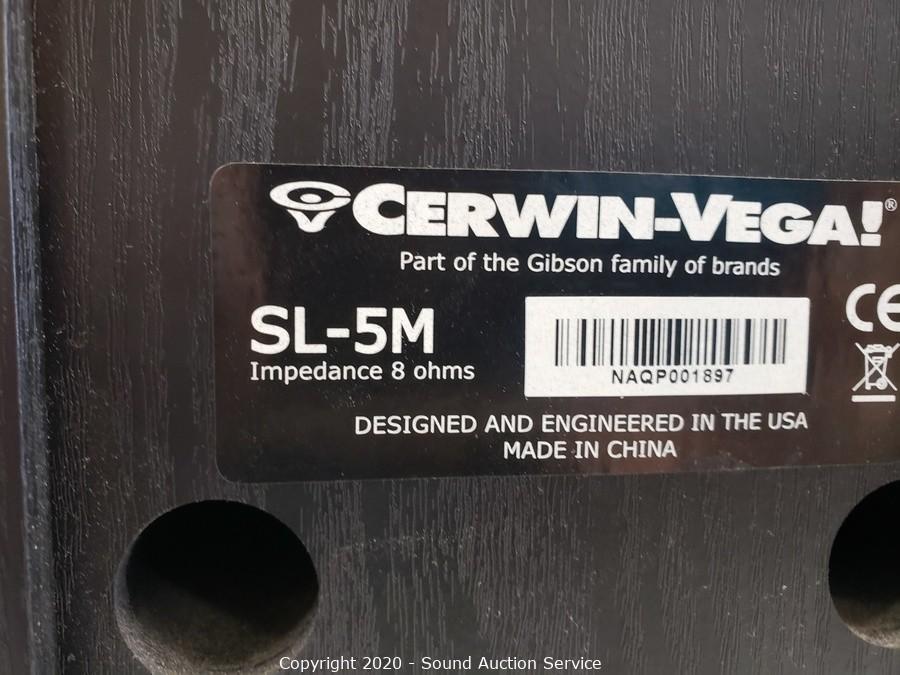 CERWIN-VEGA!®
Part of the Gibson family of brands
SL-5M
Impedance 8 ohms
NAQP001897
CE
DESIGNED AND ENGINEERED IN THE USA
MADE IN CHINA
Copyright 2020 - Sound Auction Service